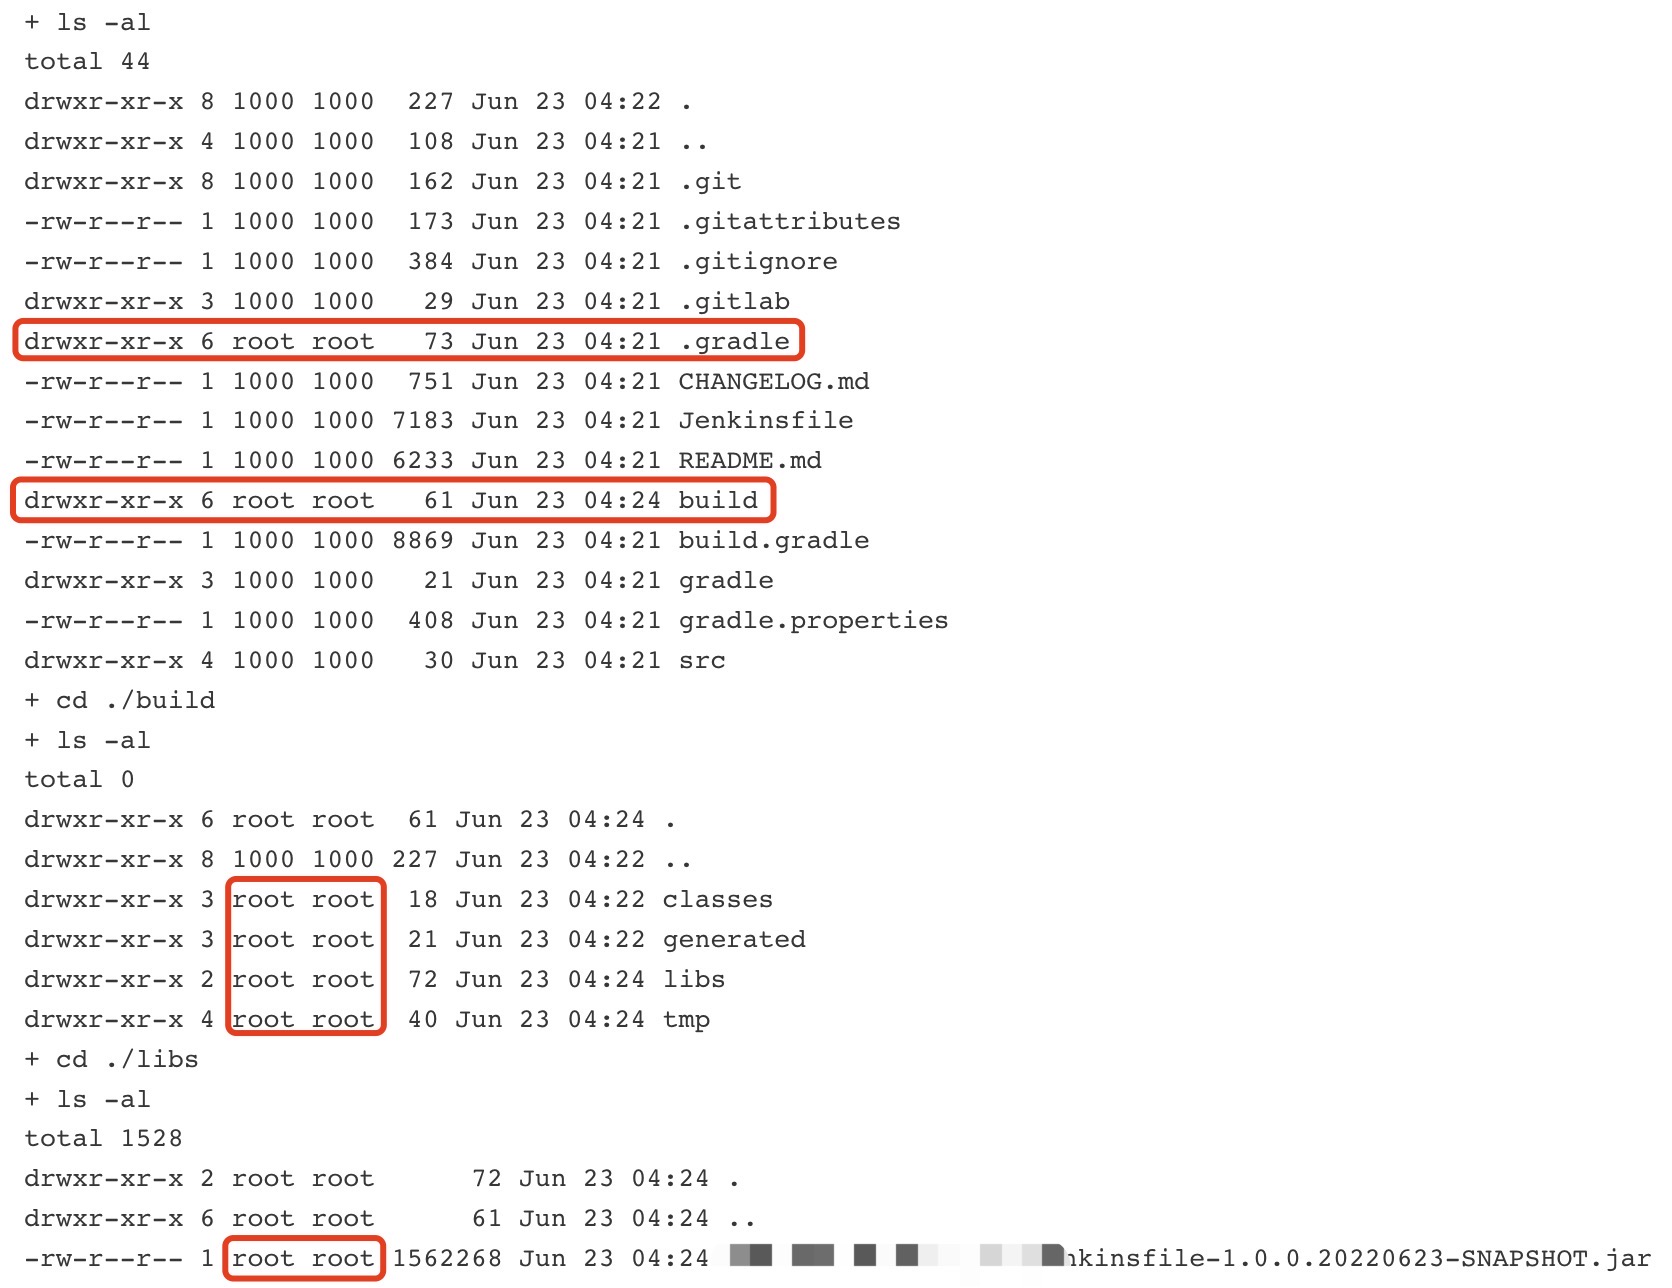 + ls -al
total 44
drwxr-xr-x 8 1000 1000  227 Jun 23 04:22 .
drwxr-xr-x 4 1000 1000  108 Jun 23 04:21 ..
drwxr-xr-x 8 1000 1000  162 Jun 23 04:21 .git
-rw-r--r-- 1 1000 1000  173 Jun 23 04:21 .gitattributes
-rw-r--r-- 1 1000 1000  384 Jun 23 04:21 .gitignore
drwxr-xr-x 3 1000 1000   29 Jun 23 04:21 .gitlab
drwxr-xr-x 6 root root   73 Jun 23 04:21 .gradle
-rw-r--r-- 1 1000 1000  751 Jun 23 04:21 CHANGELOG.md
-rw-r--r-- 1 1000 1000 7183 Jun 23 04:21 Jenkinsfile
-rw-r--r-- 1 1000 1000 6233 Jun 23 04:21 README.md
drwxr-xr-x 6 root root   61 Jun 23 04:24 build
-rw-r--r-- 1 1000 1000 8869 Jun 23 04:21 build.gradle
drwxr-xr-x 3 1000 1000   21 Jun 23 04:21 gradle
-rw-r--r-- 1 1000 1000  408 Jun 23 04:21 gradle.properties
drwxr-xr-x 4 1000 1000   30 Jun 23 04:21 src
+ cd ./build
+ ls -al
total 0
drwxr-xr-x 6 root root  61 Jun 23 04:24 .
drwxr-xr-x 8 1000 1000 227 Jun 23 04:22 ..
drwxr-xr-x 3 root root  18 Jun 23 04:22 classes
drwxr-xr-x 3 root root  21 Jun 23 04:22 generated
drwxr-xr-x 2 root root  72 Jun 23 04:24 libs
drwxr-xr-x 4 root root  40 Jun 23 04:24 tmp
+ cd ./libs
+ ls -al
total 1528
drwxr-xr-x 2 root root      72 Jun 23 04:24 .
drwxr-xr-x 6 root root      61 Jun 23 04:24 ..
-rw-r--r-- 1 root root 1562268 Jun 23 04:24 nkinsfile-1.0.0.20220623-SNAPSHOT.jar